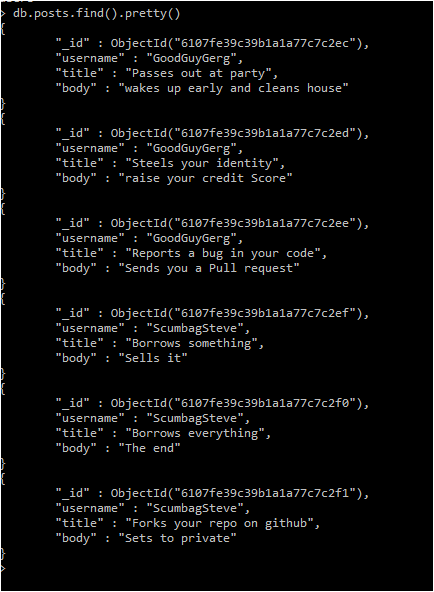 > db.posts.find().pretty()
{
"_id" : ObjectId("6107fe39c39b1a1a77c7c2ec"),
"username" : "GoodGuyGerg",
"title" : "Passes out at party",
"body" : "wakes up early and cleans house"
}
{
"_id" : ObjectId("6107fe39c39b1a1a77c7c2ed"),
"username" : "GoodGuyGerg",
"title" : "Steels your identity",
"body" : "raise your credit Score"
}
{
"_id" : ObjectId("6107fe39c39b1a1a77c7c2ee"),
"username" : "GoodGuyGerg",
"title" : "Reports a bug in your code",
"body" : "Sends you a Pull request"
}
{
"_id" : ObjectId("6107fe39c39b1a1a77c7c2ef"),
"username" : "ScumbagSteve",
"title" : "Borrows something",
"body" : "Sells it"
}
{
"_id" : ObjectId("6107fe39c39b1a1a77c7c2f0"),
"username" : "ScumbagSteve",
"title" : "Borrows everything",
"body" : "The end"
}
{
"_id" : ObjectId("6107fe39c39b1a1a77c7c2f1"),
"username" : "ScumbagSteve",
"title" : "Forks your repo on github",
"body" : "Sets to private"
}
>